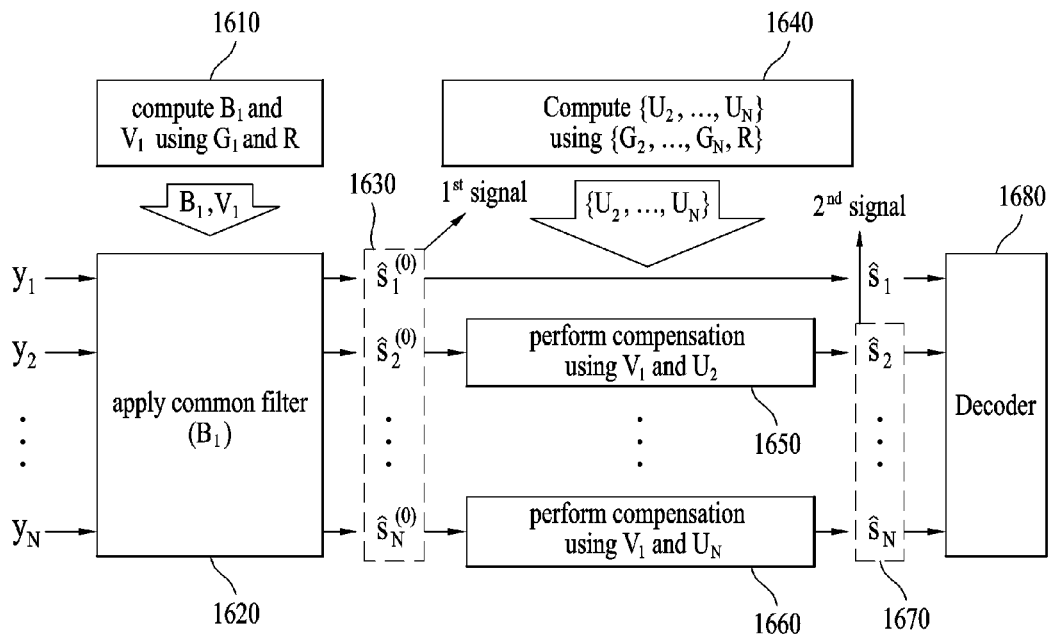 1610
1640
compute B₁ and
V₁ using G₁ and R
Compute {U₂, ..., U_N}
using {G₂, ..., G_N, R}
B₁,V₁
1630
1st signal
{U₂, ..., U_N}
2nd signal
1680
y₁
ŝ₁⁽⁰⁾
ŝ₁
y₂
ŝ₂⁽⁰⁾
perform compensation
using V₁ and U₂
ŝ₂
apply common filter
(B₁)
1650
Decoder
y_N
ŝ_N⁽⁰⁾
perform compensation
using V₁ and U_N
ŝ_N
1620
1660
1670